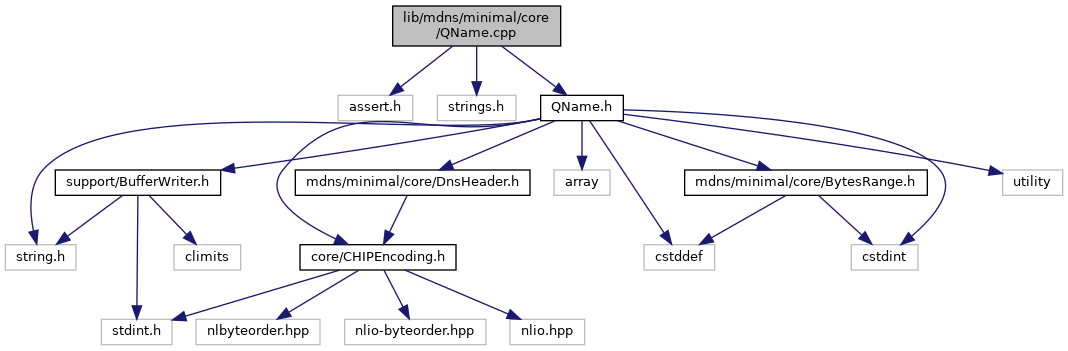 lib/mdns/minimal/core
/QName.cpp
assert.h
strings.h
QName.h
support/BufferWriter.h
mdns/minimal/core/DnsHeader.h
array
mdns/minimal/core/BytesRange.h
utility
string.h
climits
core/CHIPEncoding.h
cstddef
cstdint
stdint.h
nlbyteorder.hpp
nlio-byteorder.hpp
nlio.hpp